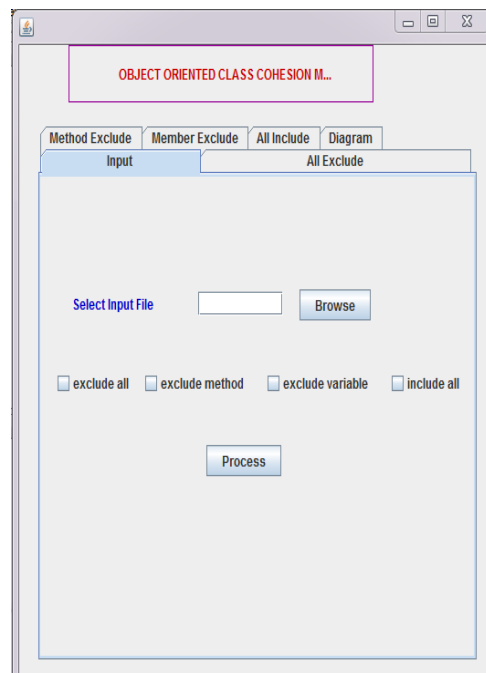 OBJECT ORIENTED CLASS COHESION M...
Method Exclude Member Exclude All Include Diagram
Input All Exclude
Select Input File Browse
exclude all exclude method exclude variable include all
Process